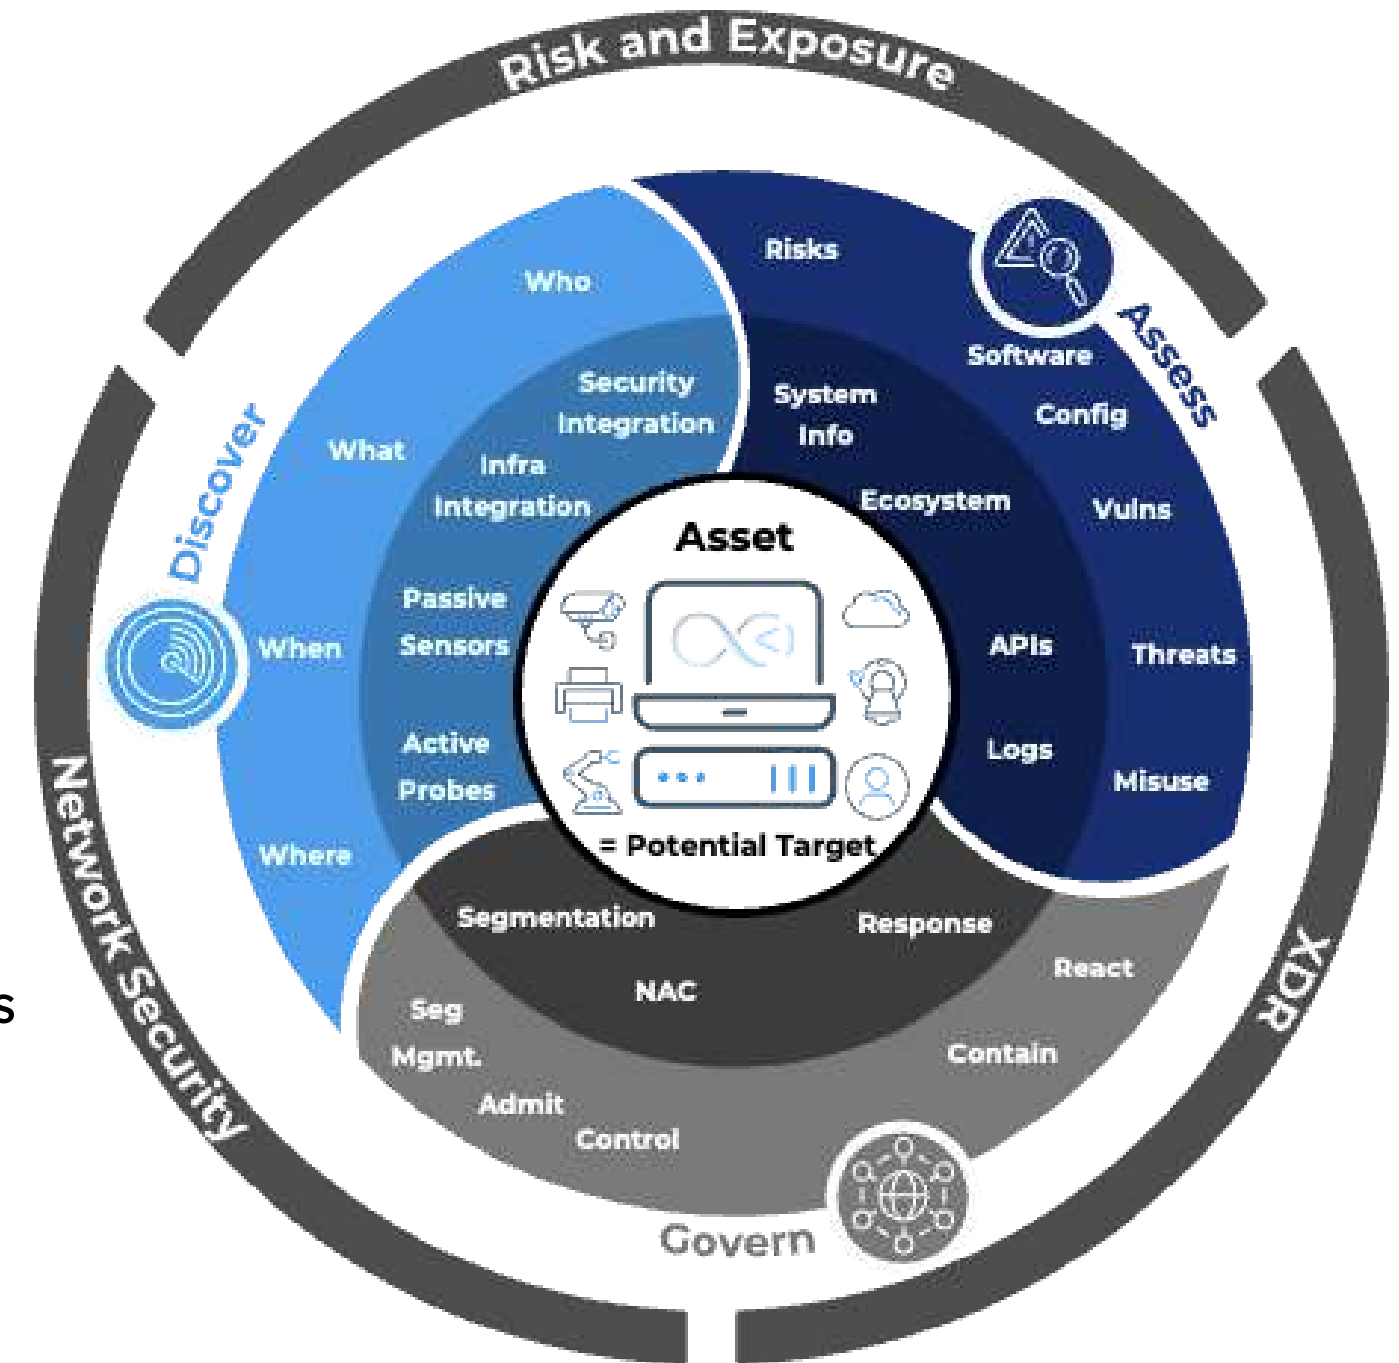 Risk and Exposure
Assess
Discover
Who
What
When
Where
Security
Integration
Infra
Integration
Passive
Sensors
Active
Probes
Risks
Software
Config
Vulns
Threats
Misuse
System
Info
Ecosystem
APIs
Logs
Asset
= Potential Target
Segmentation
NAC
Response
React
Contain
Seg
Mgmt.
Admit
Control
Govern
Network Security
XDR
s